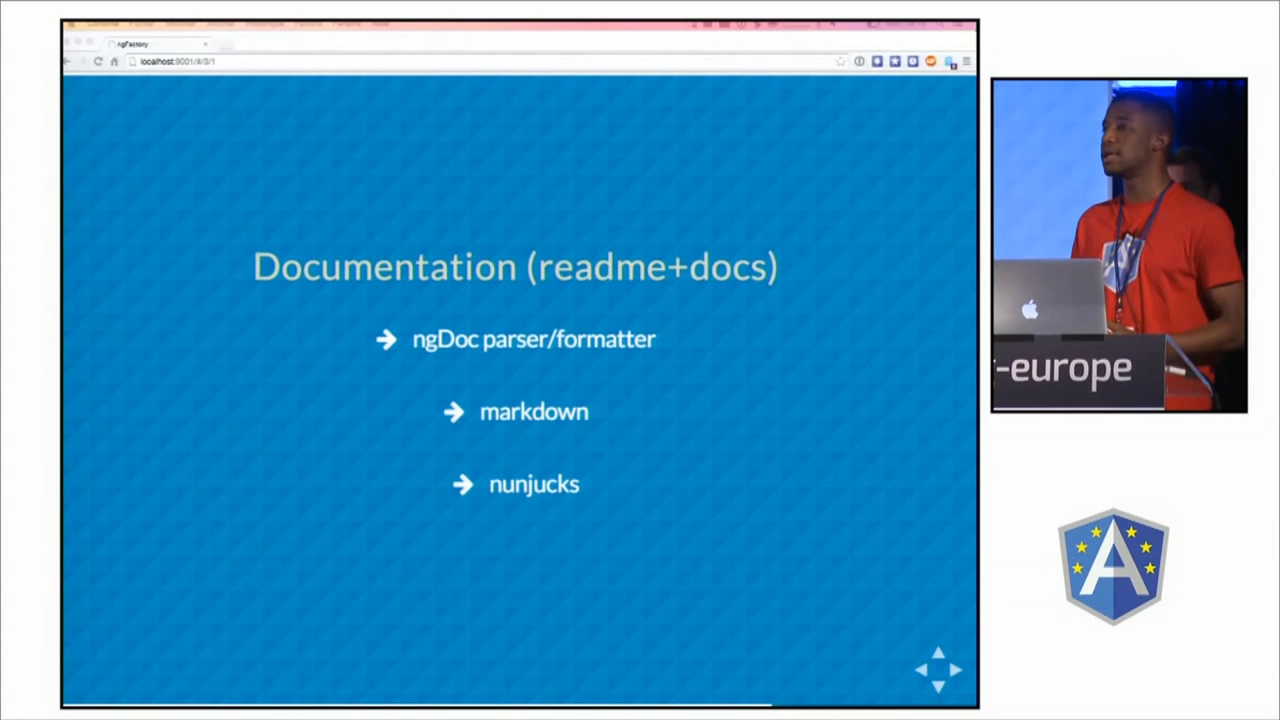 ngFactory
localhost:9001/#/3/1
Documentation (readme+docs)
ngDoc parser/formatter
markdown
nunjucks
-europe
A